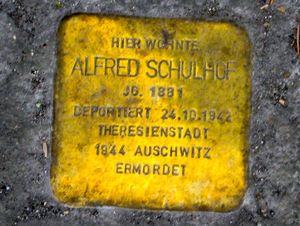 HIER WOHNTE
ALFRED SCHULHOF
JG. 1881
DEPORTIERT 24.10.1942
THERESIENSTADT
1944 AUSCHWITZ
ERMORDET